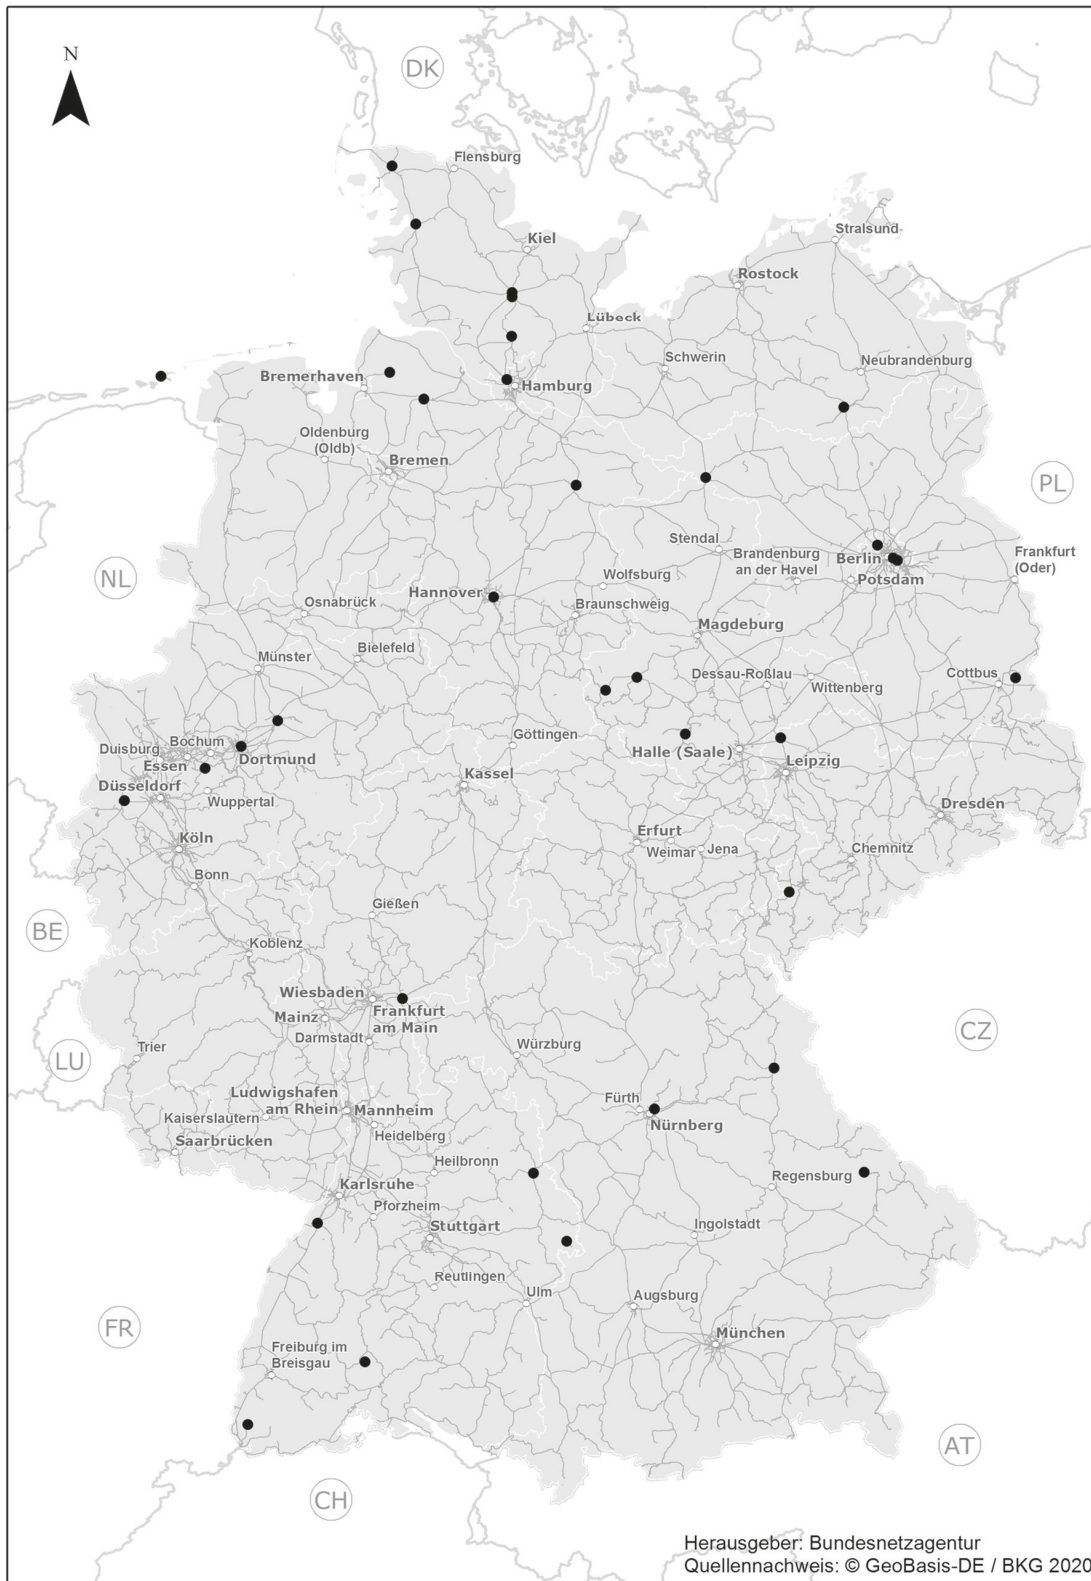 N
DK
Flensburg
Kiel
Stralsund
Rostock
Lübeck
Schwerin
Neubrandenburg
Bremerhaven
Hamburg
Oldenburg
(Oldb)
Bremen
PL
Stendal
Brandenburg
an der Havel
Berlin
Potsdam
Frankfurt
(Oder)
NL
Hannover
Wolfsburg
Osnabrück
Braunschweig
Magdeburg
Münster
Bielefeld
Dessau-Roßlau
Wittenberg
Cottbus
Duisburg
Bochum
Essen
Dortmund
Göttingen
Halle (Saale)
Leipzig
Düsseldorf
Wuppertal
Kassel
Dresden
Köln
Erfurt
Weimar
Jena
Chemnitz
Bonn
BE
Gießen
Koblenz
Wiesbaden
Frankfurt
am Main
Mainz
Darmstadt
CZ
LU
Trier
Würzburg
Ludwigshafen
am Rhein
Mannheim
Fürth
Nürnberg
Kaiserslautern
Heidelberg
Saarbrücken
Heilbronn
Regensburg
Karlsruhe
Pforzheim
Stuttgart
Ingolstadt
Reutlingen
Ulm
Augsburg
FR
München
Freiburg im
Breisgau
AT
CH
Herausgeber: Bundesnetzagentur
Quellennachweis: © GeoBasis-DE / BKG 2020